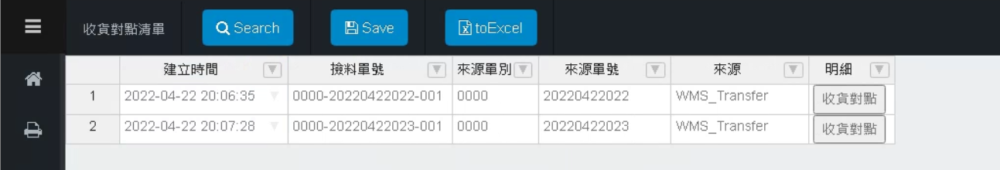 收貨對點清單 Search Save toExcel
建立時間 撿料單號 來源單別 來源單號 來源 明細
1 2022-04-22 20:06:35 0000-20220422022-001 0000 20220422022 WMS_Transfer 收貨對點
2 2022-04-22 20:07:28 0000-20220422023-001 0000 20220422023 WMS_Transfer 收貨對點